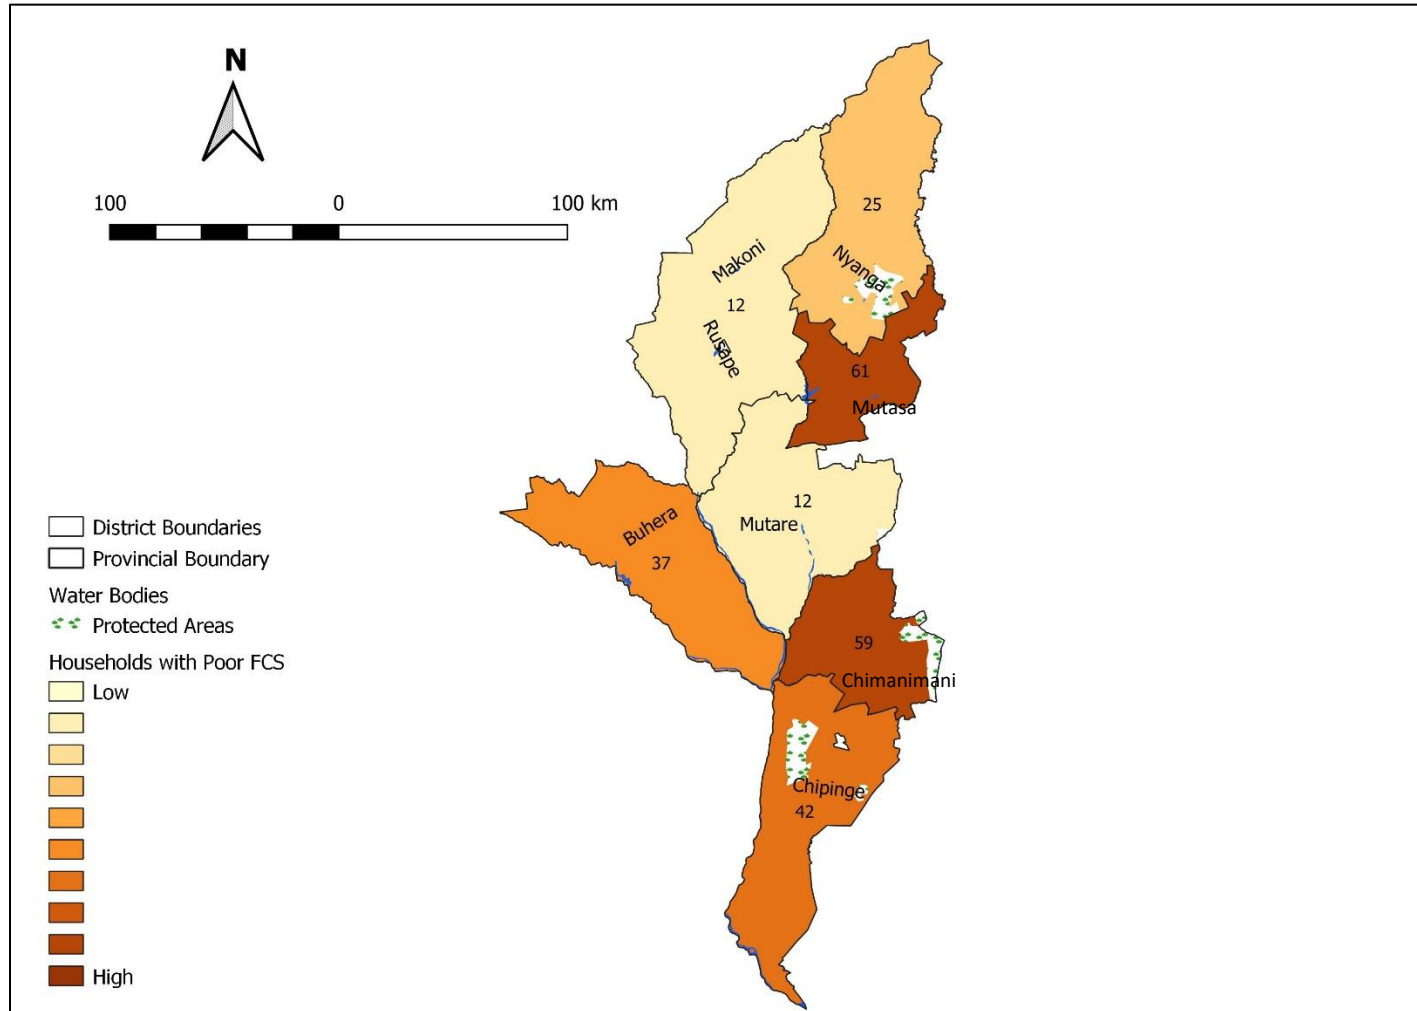 N
100 0 100 km
25
Makoni
Nyanga
12
Rusape
61
Mutasa
12
Mutare
Buhera
37
59
Chimanimani
Chipinge
42
District Boundaries
Provincial Boundary
Water Bodies
Protected Areas
Households with Poor FCS
Low
High